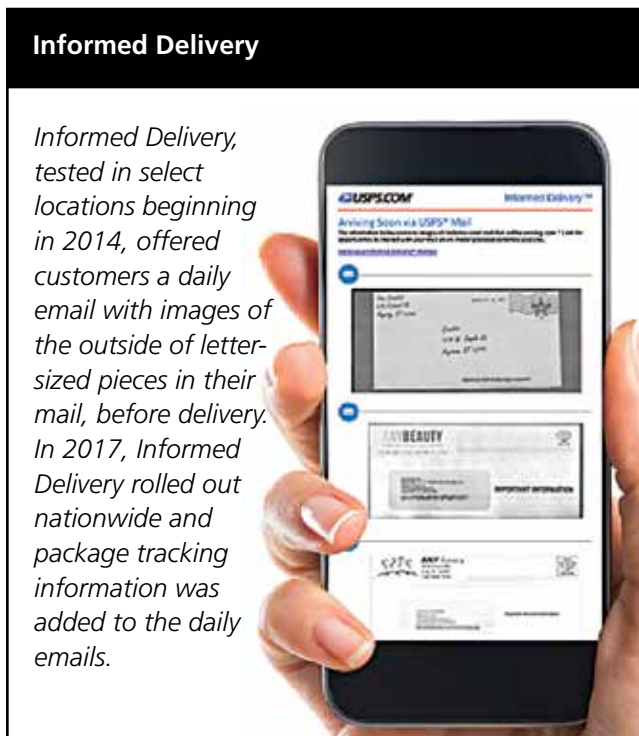 Informed Delivery
Informed Delivery,
tested in select
locations beginning
in 2014, offered
customers a daily
email with images of
the outside of letter-
sized pieces in their
mail, before delivery.
In 2017, Informed
Delivery rolled out
nationwide and
package tracking
information was
added to the daily
emails.
USPS.COM Informed Delivery™
Arriving Soon via USPS® Mail
ANYBEAUTY
IMPORTANT INFORMATION